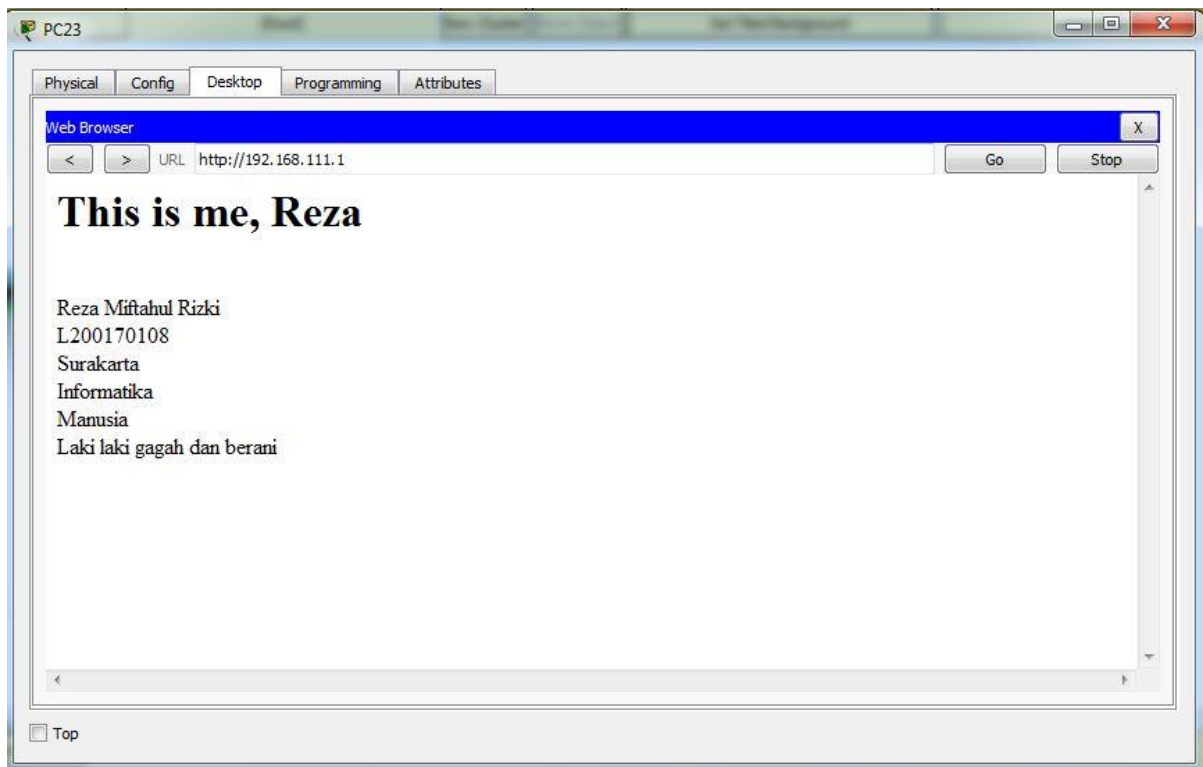 PC23
Physical Config Desktop Programming Attributes
Web Browser
X
< > URL http://192.168.111.1 Go Stop
This is me, Reza
Reza Miftahul Rizki
L200170108
Surakarta
Informatika
Manusia
Laki laki gagah dan berani
Top